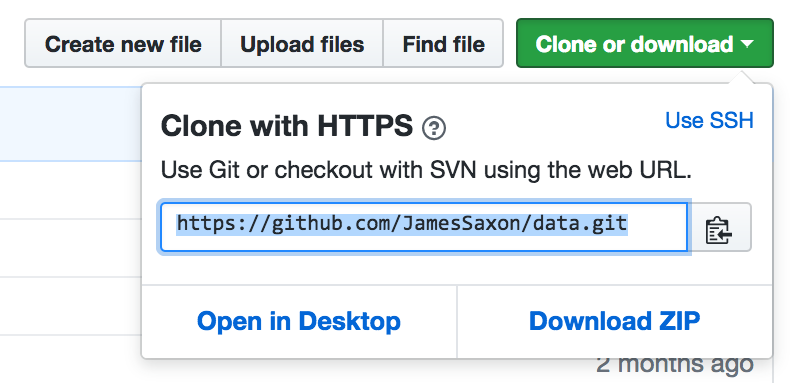 Create new file Upload files Find file Clone or download
Clone with HTTPS ? Use SSH
Use Git or checkout with SVN using the web URL.
https://github.com/JamesSaxon/data.git
Open in Desktop Download ZIP
2 months ago